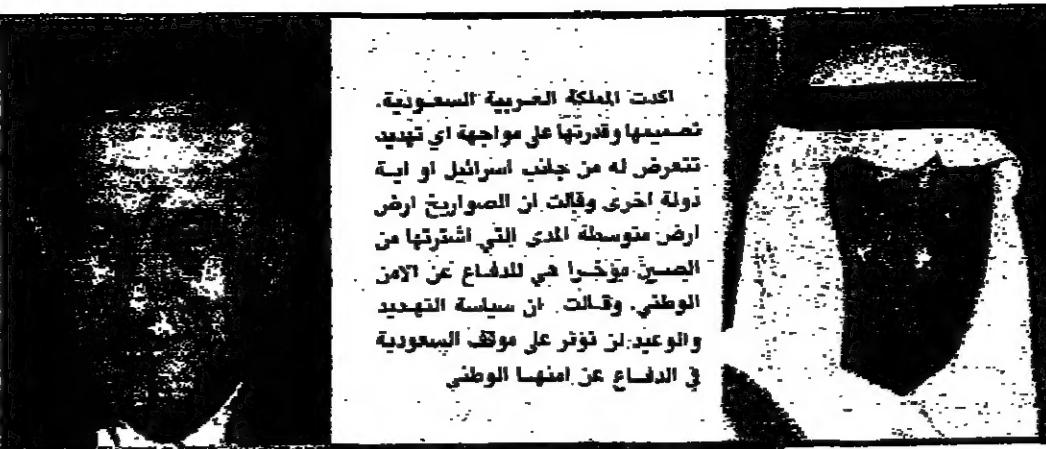 اكدت المملكة العربية السعودية.
تصميمها وقدرتها على مواجهة اي تهديد
تتعرض له من جانب اسرائيل او اية
دولة اخرى وقالت ان الصواريخ ارض
ارض متوسطة المدى التي اشترتها من
الصين مؤخرا هي للدفاع عن الامن
الوطني. وقالت ان سياسة التهديد
والوعيد لن تؤثر على موقف السعودية
في الدفاع عن امنها الوطني